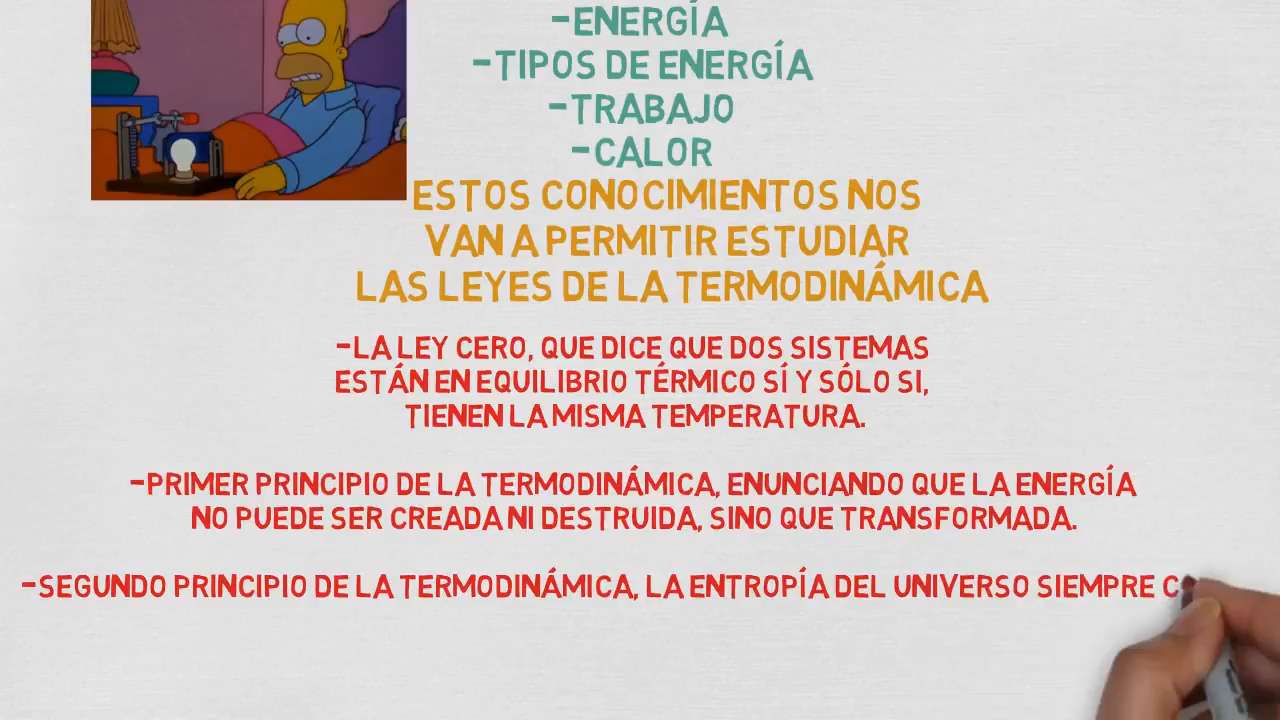 -ENERGÍA
-TIPOS DE ENERGÍA
-TRABAJO
-CALOR
ESTOS CONOCIMIENTOS NOS
VAN A PERMITIR ESTUDIAR
LAS LEYES DE LA TERMODINÁMICA
-LA LEY CERO, QUE DICE QUE DOS SISTEMAS
ESTÁN EN EQUILIBRIO TÉRMICO SÍ Y SÓLO SI,
TIENEN LA MISMA TEMPERATURA.
-PRIMER PRINCIPIO DE LA TERMODINÁMICA, ENUNCIANDO QUE LA ENERGÍA
NO PUEDE SER CREADA NI DESTRUIDA, SINO QUE TRANSFORMADA.
-SEGUNDO PRINCIPIO DE LA TERMODINÁMICA, LA ENTROPÍA DEL UNIVERSO SIEMPRE C